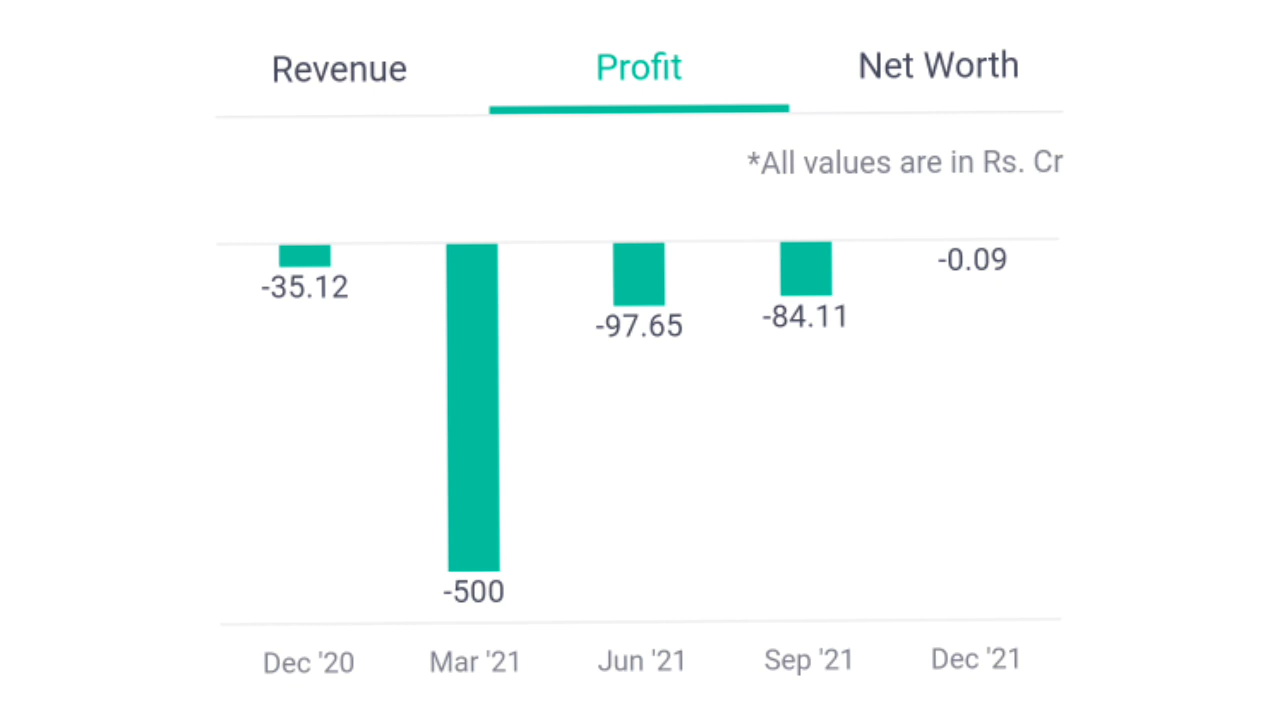 Revenue Profit Net Worth
*All values are in Rs. Cr
-35.12 -500 -97.65 -84.11 -0.09
Dec '20 Mar '21 Jun '21 Sep '21 Dec '21